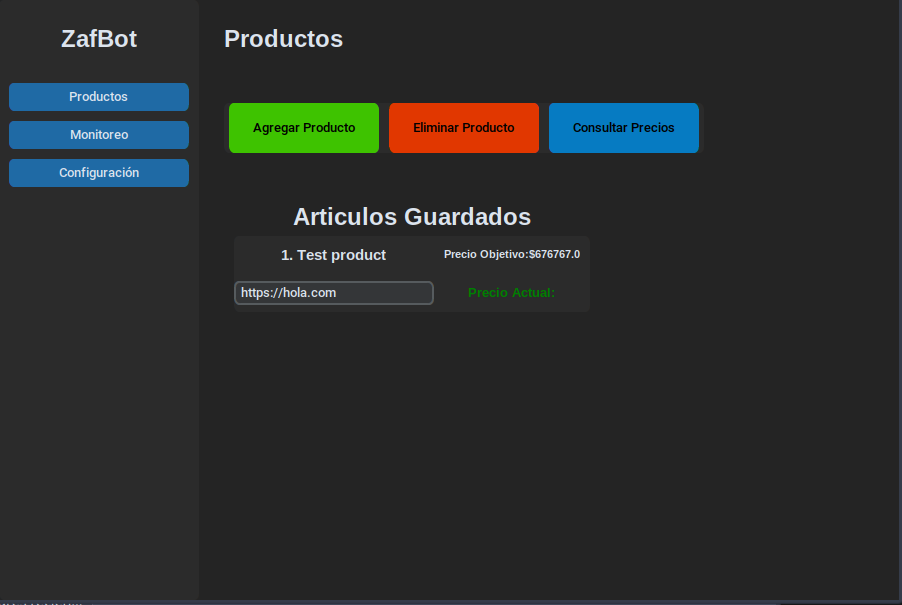 ZafBot
Productos
Monitoreo
Configuración
Productos
Agregar Producto
Eliminar Producto
Consultar Precios
Articulos Guardados
1. Test product
Precio Objetivo:$676767.0
https://hola.com
Precio Actual: